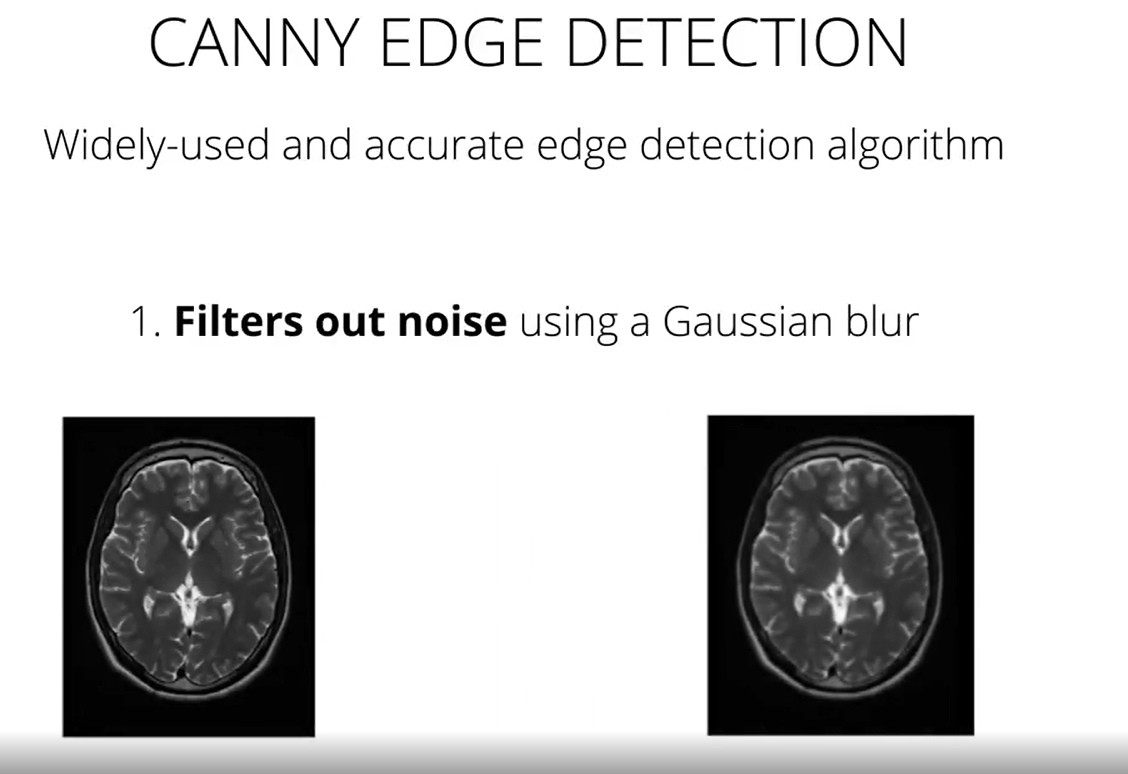 CANNY EDGE DETECTION
Widely-used and accurate edge detection algorithm
1. Filters out noise using a Gaussian blur